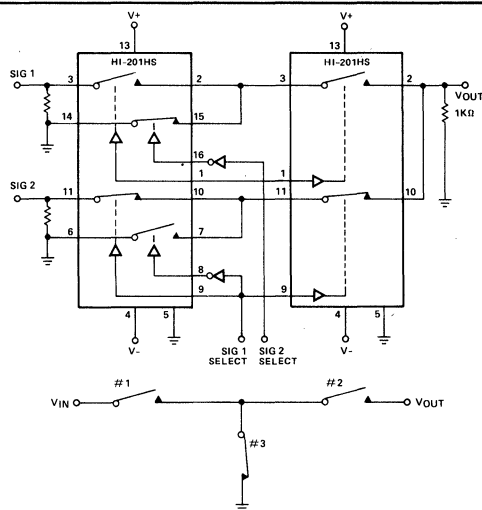 V+ V+
13 13
HI-201HS HI-201HS
SIG 1 3 2 3 2
VOUT
1KΩ
14 15
16
1 1
SIG 2 11 10 11 10
6 7
8
9 9
4 5 4 5
V- SIG 1 SELECT SIG 2 SELECT V-
#1 #2
VIN VOUT
#3